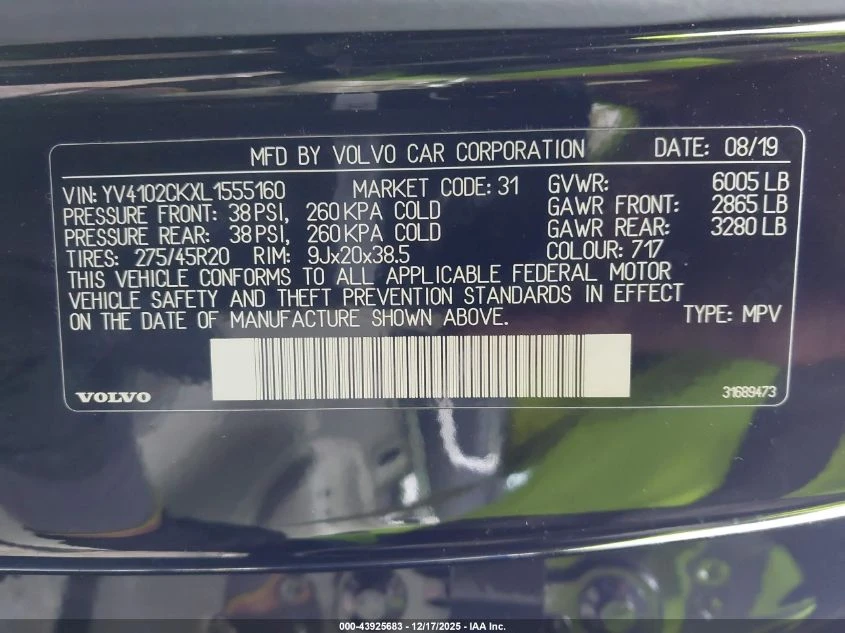 MFD BY VOLVO CAR CORPORATION DATE: 08/19
VIN: YV4102CKXL1555160 MARKET CODE: 31 GVWR: 6005 LB
PRESSURE FRONT: 38 PSI, 260 KPA COLD GAWR FRONT: 2865 LB
PRESSURE REAR: 38 PSI, 260 KPA COLD GAWR REAR: 3280 LB
TIRES: 275/45R20 RIM: 9Jx20x38.5 COLOUR: 717
THIS VEHICLE CONFORMS TO ALL APPLICABLE FEDERAL MOTOR
VEHICLE SAFETY AND THEFT PREVENTION STANDARDS IN EFFECT
ON THE DATE OF MANUFACTURE SHOWN ABOVE. TYPE: MPV
VOLVO 31689473
000-43925683 - 12/17/2025 - IAA Inc.